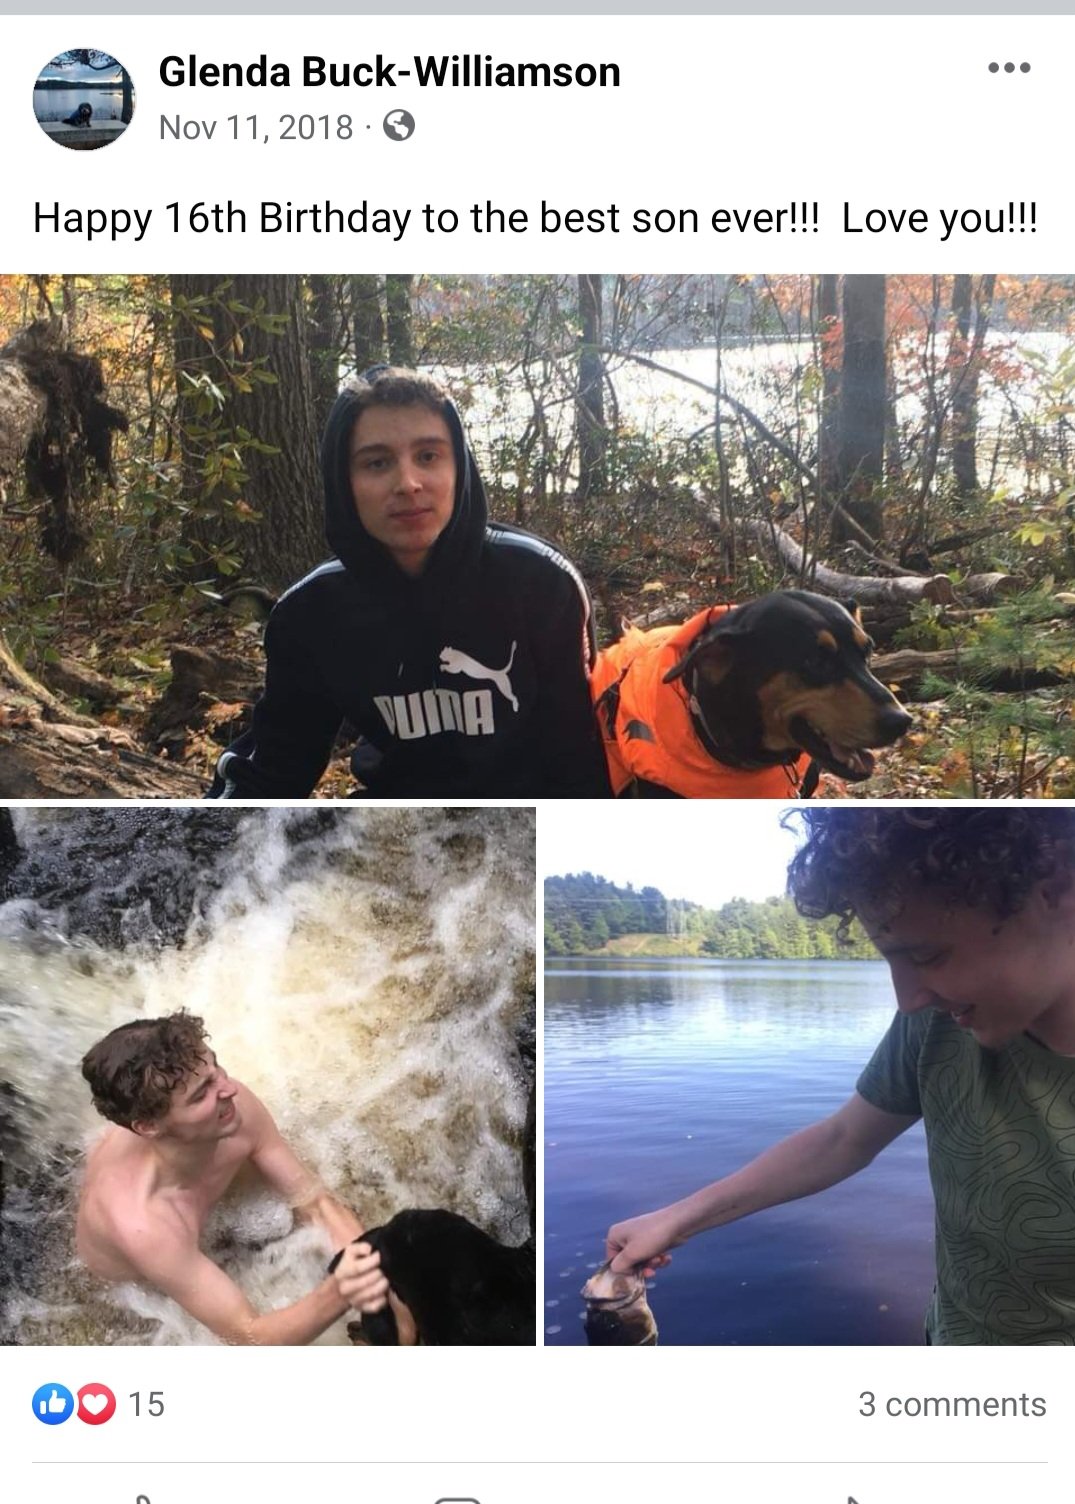 Glenda Buck-Williamson
Nov 11, 2018 ·
Happy 16th Birthday to the best son ever!!! Love you!!!
PUMA
15
3 comments